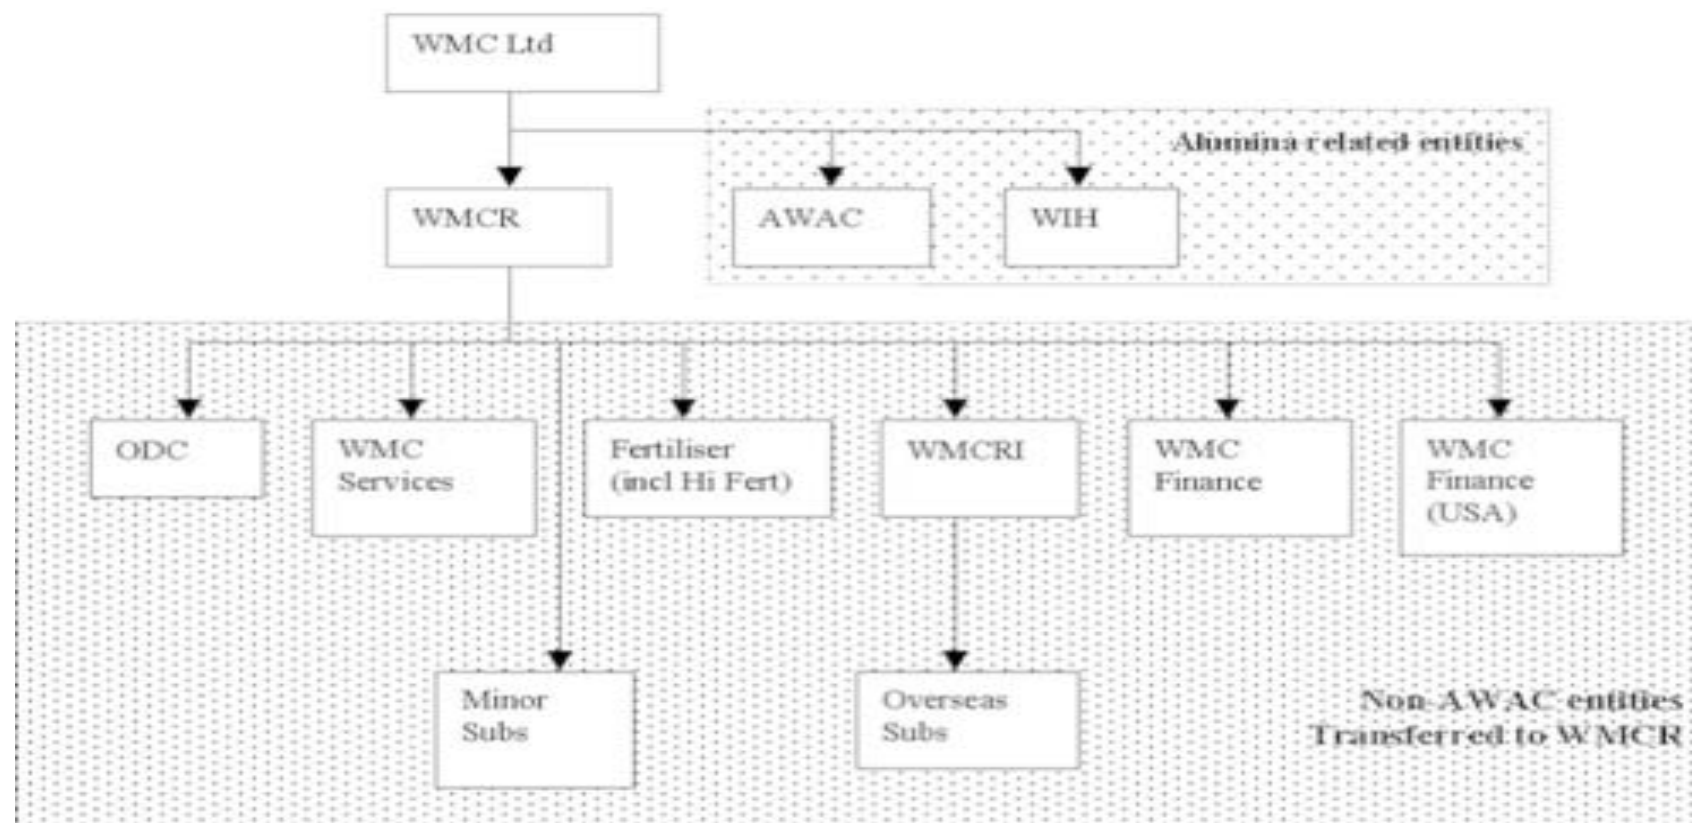 WMC Ltd
Alumina related entities
WMCR
AWAC
WIH
ODC
WMC
Services
Fertiliser
(incl Hi Fert)
WMCRI
WMC
Finance
WMC
Finance
(USA)
Minor
Subs
Overseas
Subs
Non-AWAC entities
Transferred to WMCR